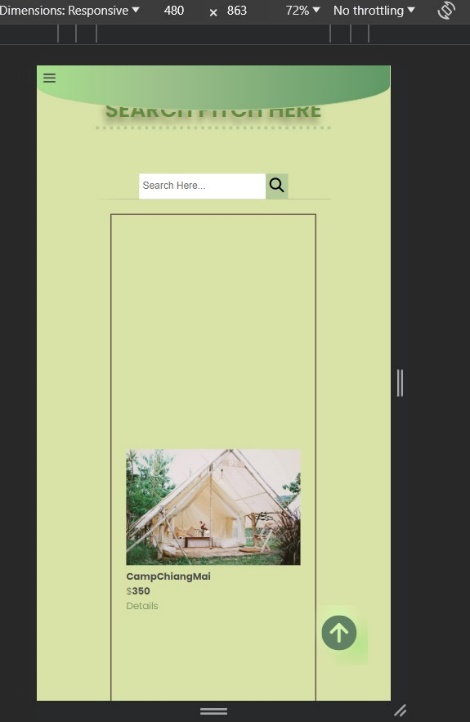 Dimensions: Responsive 480 x 863 72% No throttling
SEARCH PITCH HERE
Search Here...
CampChiangMai
$350
Details